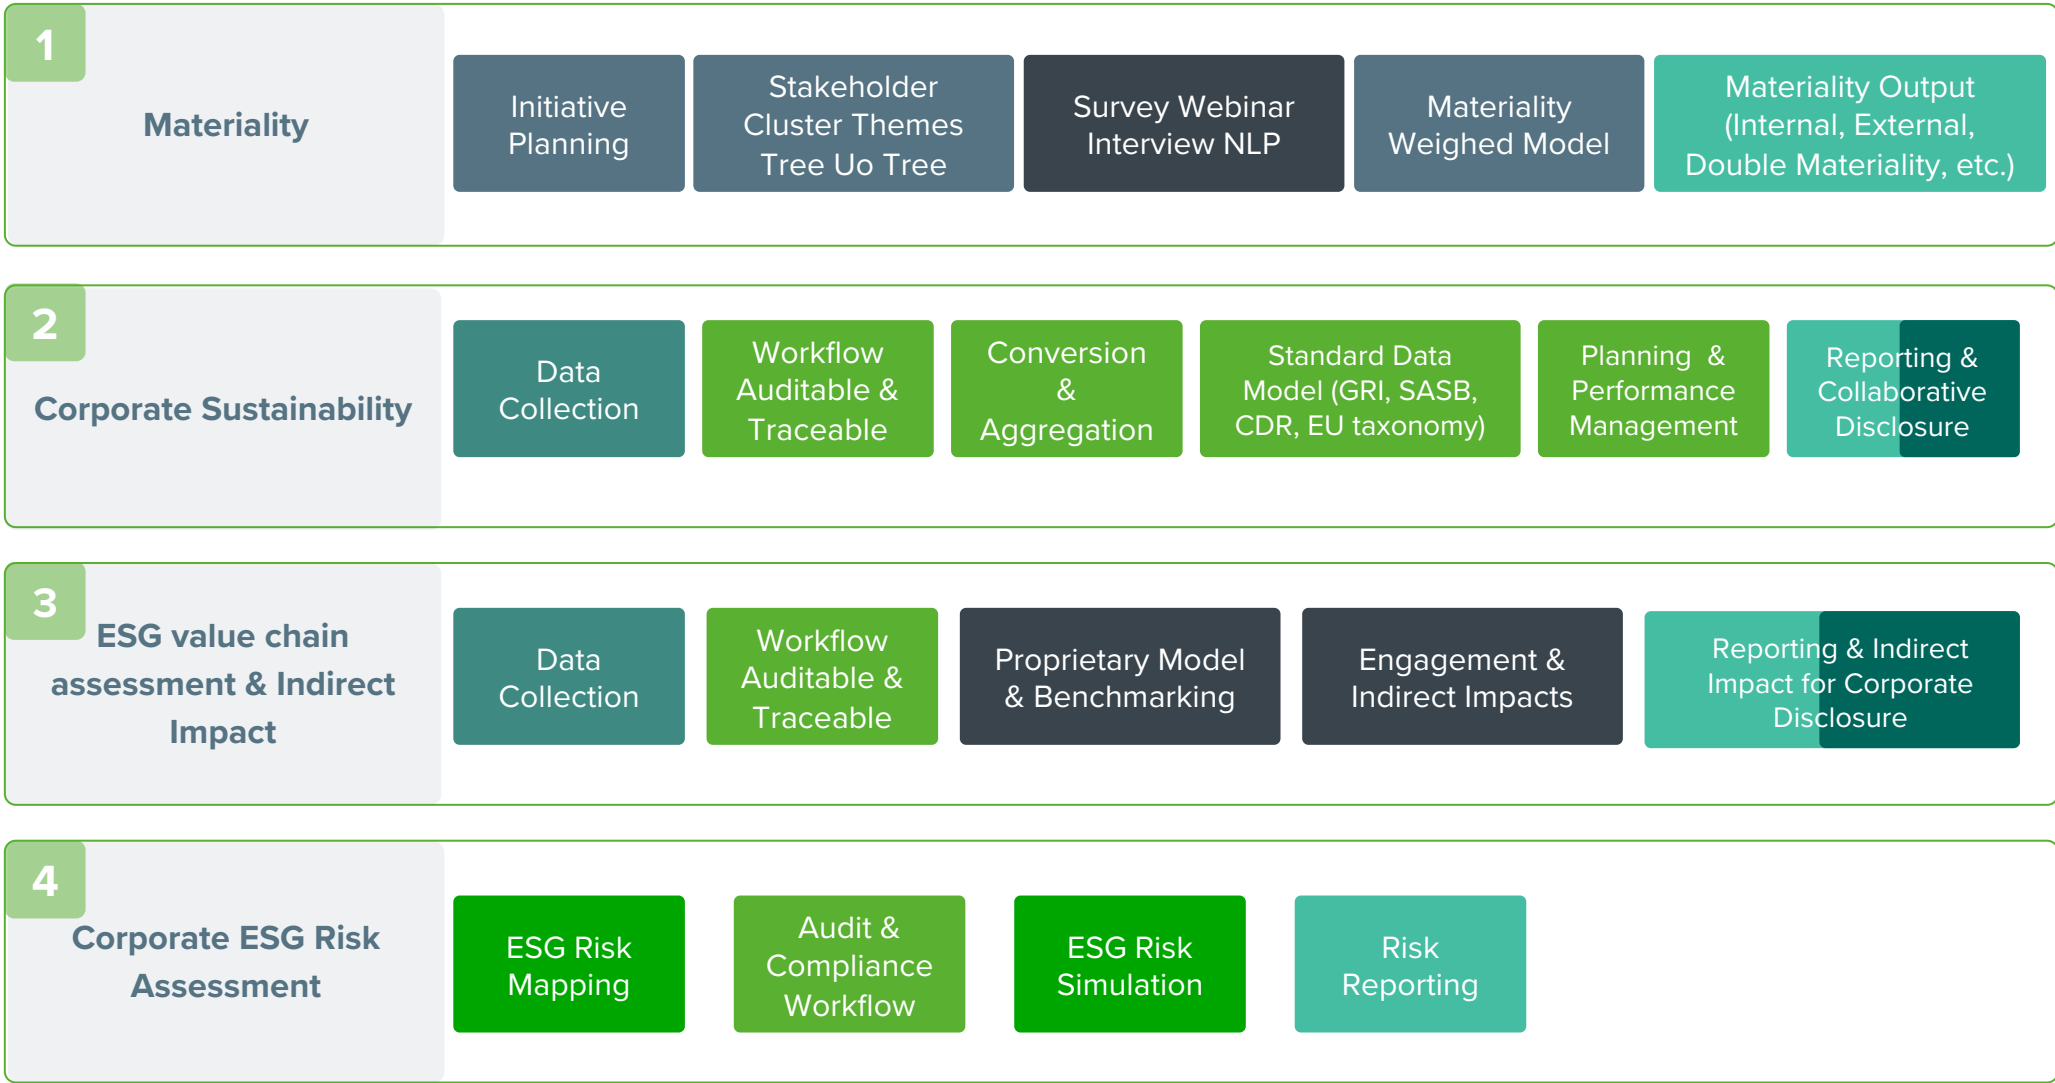 1
Materiality
Initiative
Planning
Stakeholder
Cluster Themes
Tree Uo Tree
Survey Webinar
Interview NLP
Materiality
Weighed Model
Materiality Output
(Internal, External,
Double Materiality, etc.)
2
Corporate Sustainability
Data
Collection
Workflow
Auditable &
Traceable
Conversion
&
Aggregation
Standard Data
Model (GRI, SASB,
CDR, EU taxonomy)
Planning &
Performance
Management
Reporting &
Collaborative
Disclosure
3
ESG value chain
assessment & Indirect
Impact
Data
Collection
Workflow
Auditable &
Traceable
Proprietary Model
& Benchmarking
Engagement &
Indirect Impacts
Reporting & Indirect
Impact for Corporate
Disclosure
4
Corporate ESG Risk
Assessment
ESG Risk
Mapping
Audit &
Compliance
Workflow
ESG Risk
Simulation
Risk
Reporting